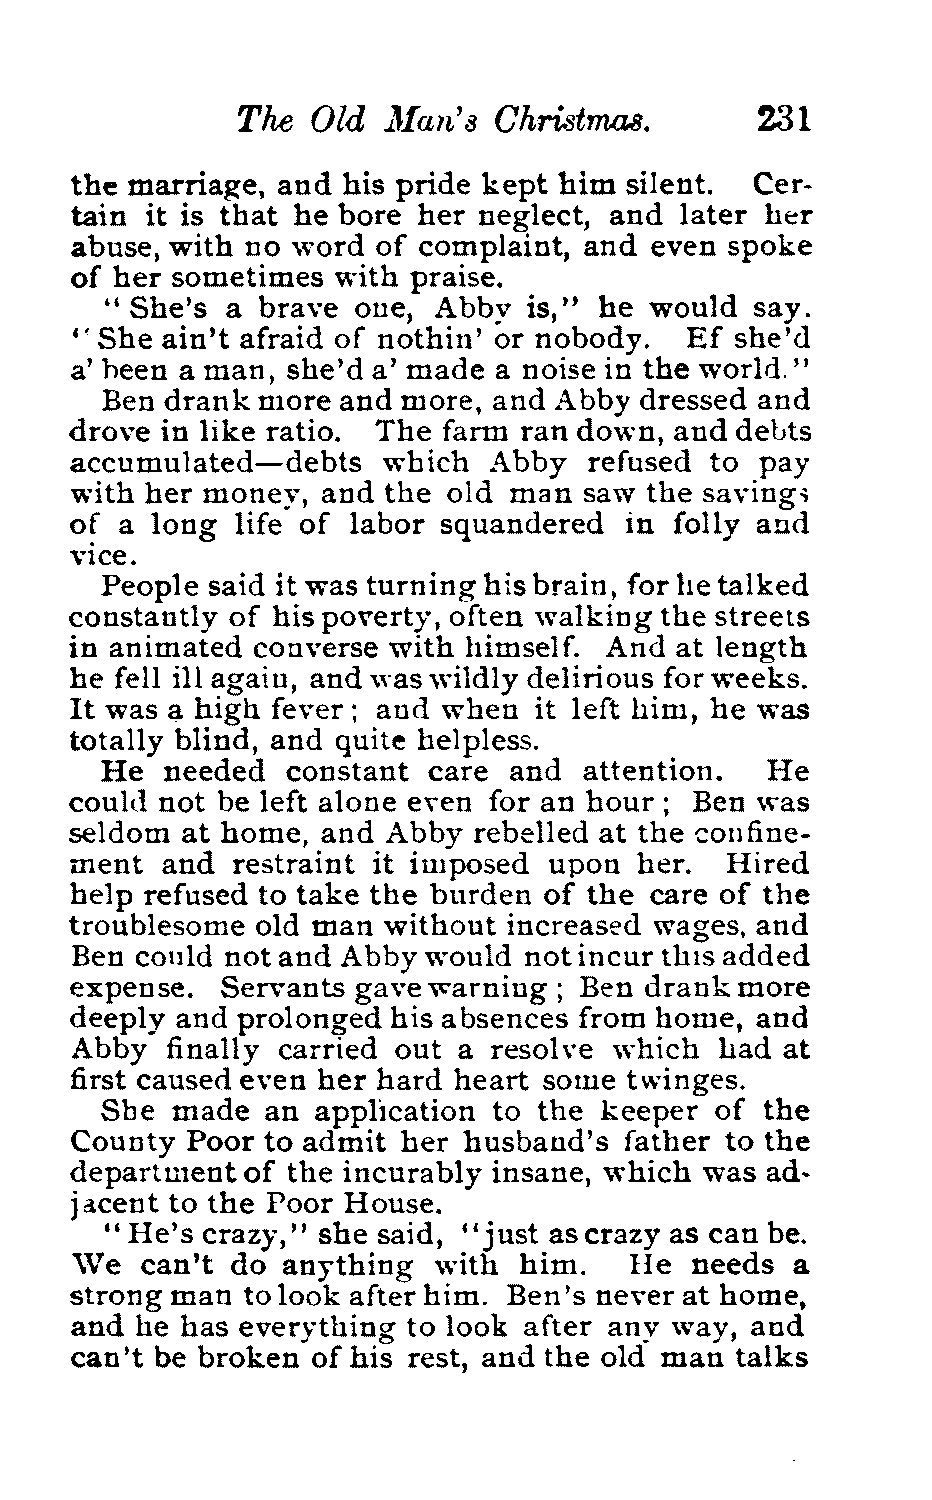 The Old Man's Christmas. 231
the marriage, and his pride kept him silent. Cer-
tain it is that he bore her neglect, and later her
abuse, with no word of complaint, and even spoke
of her sometimes with praise.
"She's a brave one, Abby is," he would say.
"She ain't afraid of nothin' or nobody. Ef she'd
a' been a man, she'd a' made a noise in the world."
Ben drank more and more, and Abby dressed and
drove in like ratio. The farm ran down, and debts
accumulated—debts which Abby refused to pay
with her money, and the old man saw the savings
of a long life of labor squandered in folly and
vice.
People said it was turning his brain, for he talked
constantly of his poverty, often walking the streets
in animated converse with himself. And at length
he fell ill again, and was wildly delirious for weeks.
It was a high fever; and when it left him, he was
totally blind, and quite helpless.
He needed constant care and attention. He
could not be left alone even for an hour; Ben was
seldom at home, and Abby rebelled at the confine-
ment and restraint it imposed upon her. Hired
help refused to take the burden of the care of the
troublesome old man without increased wages, and
Ben could not and Abby would not incur this added
expense. Servants gave warning; Ben drank more
deeply and prolonged his absences from home, and
Abby finally carried out a resolve which had at
first caused even her hard heart some twinges.
She made an application to the keeper of the
County Poor to admit her husband's father to the
department of the incurably insane, which was ad-
jacent to the Poor House.
"He's crazy," she said, "just as crazy as can be.
We can't do anything with him. He needs a
strong man to look after him. Ben's never at home,
and he has everything to look after any way, and
can't be broken of his rest, and the old man talks